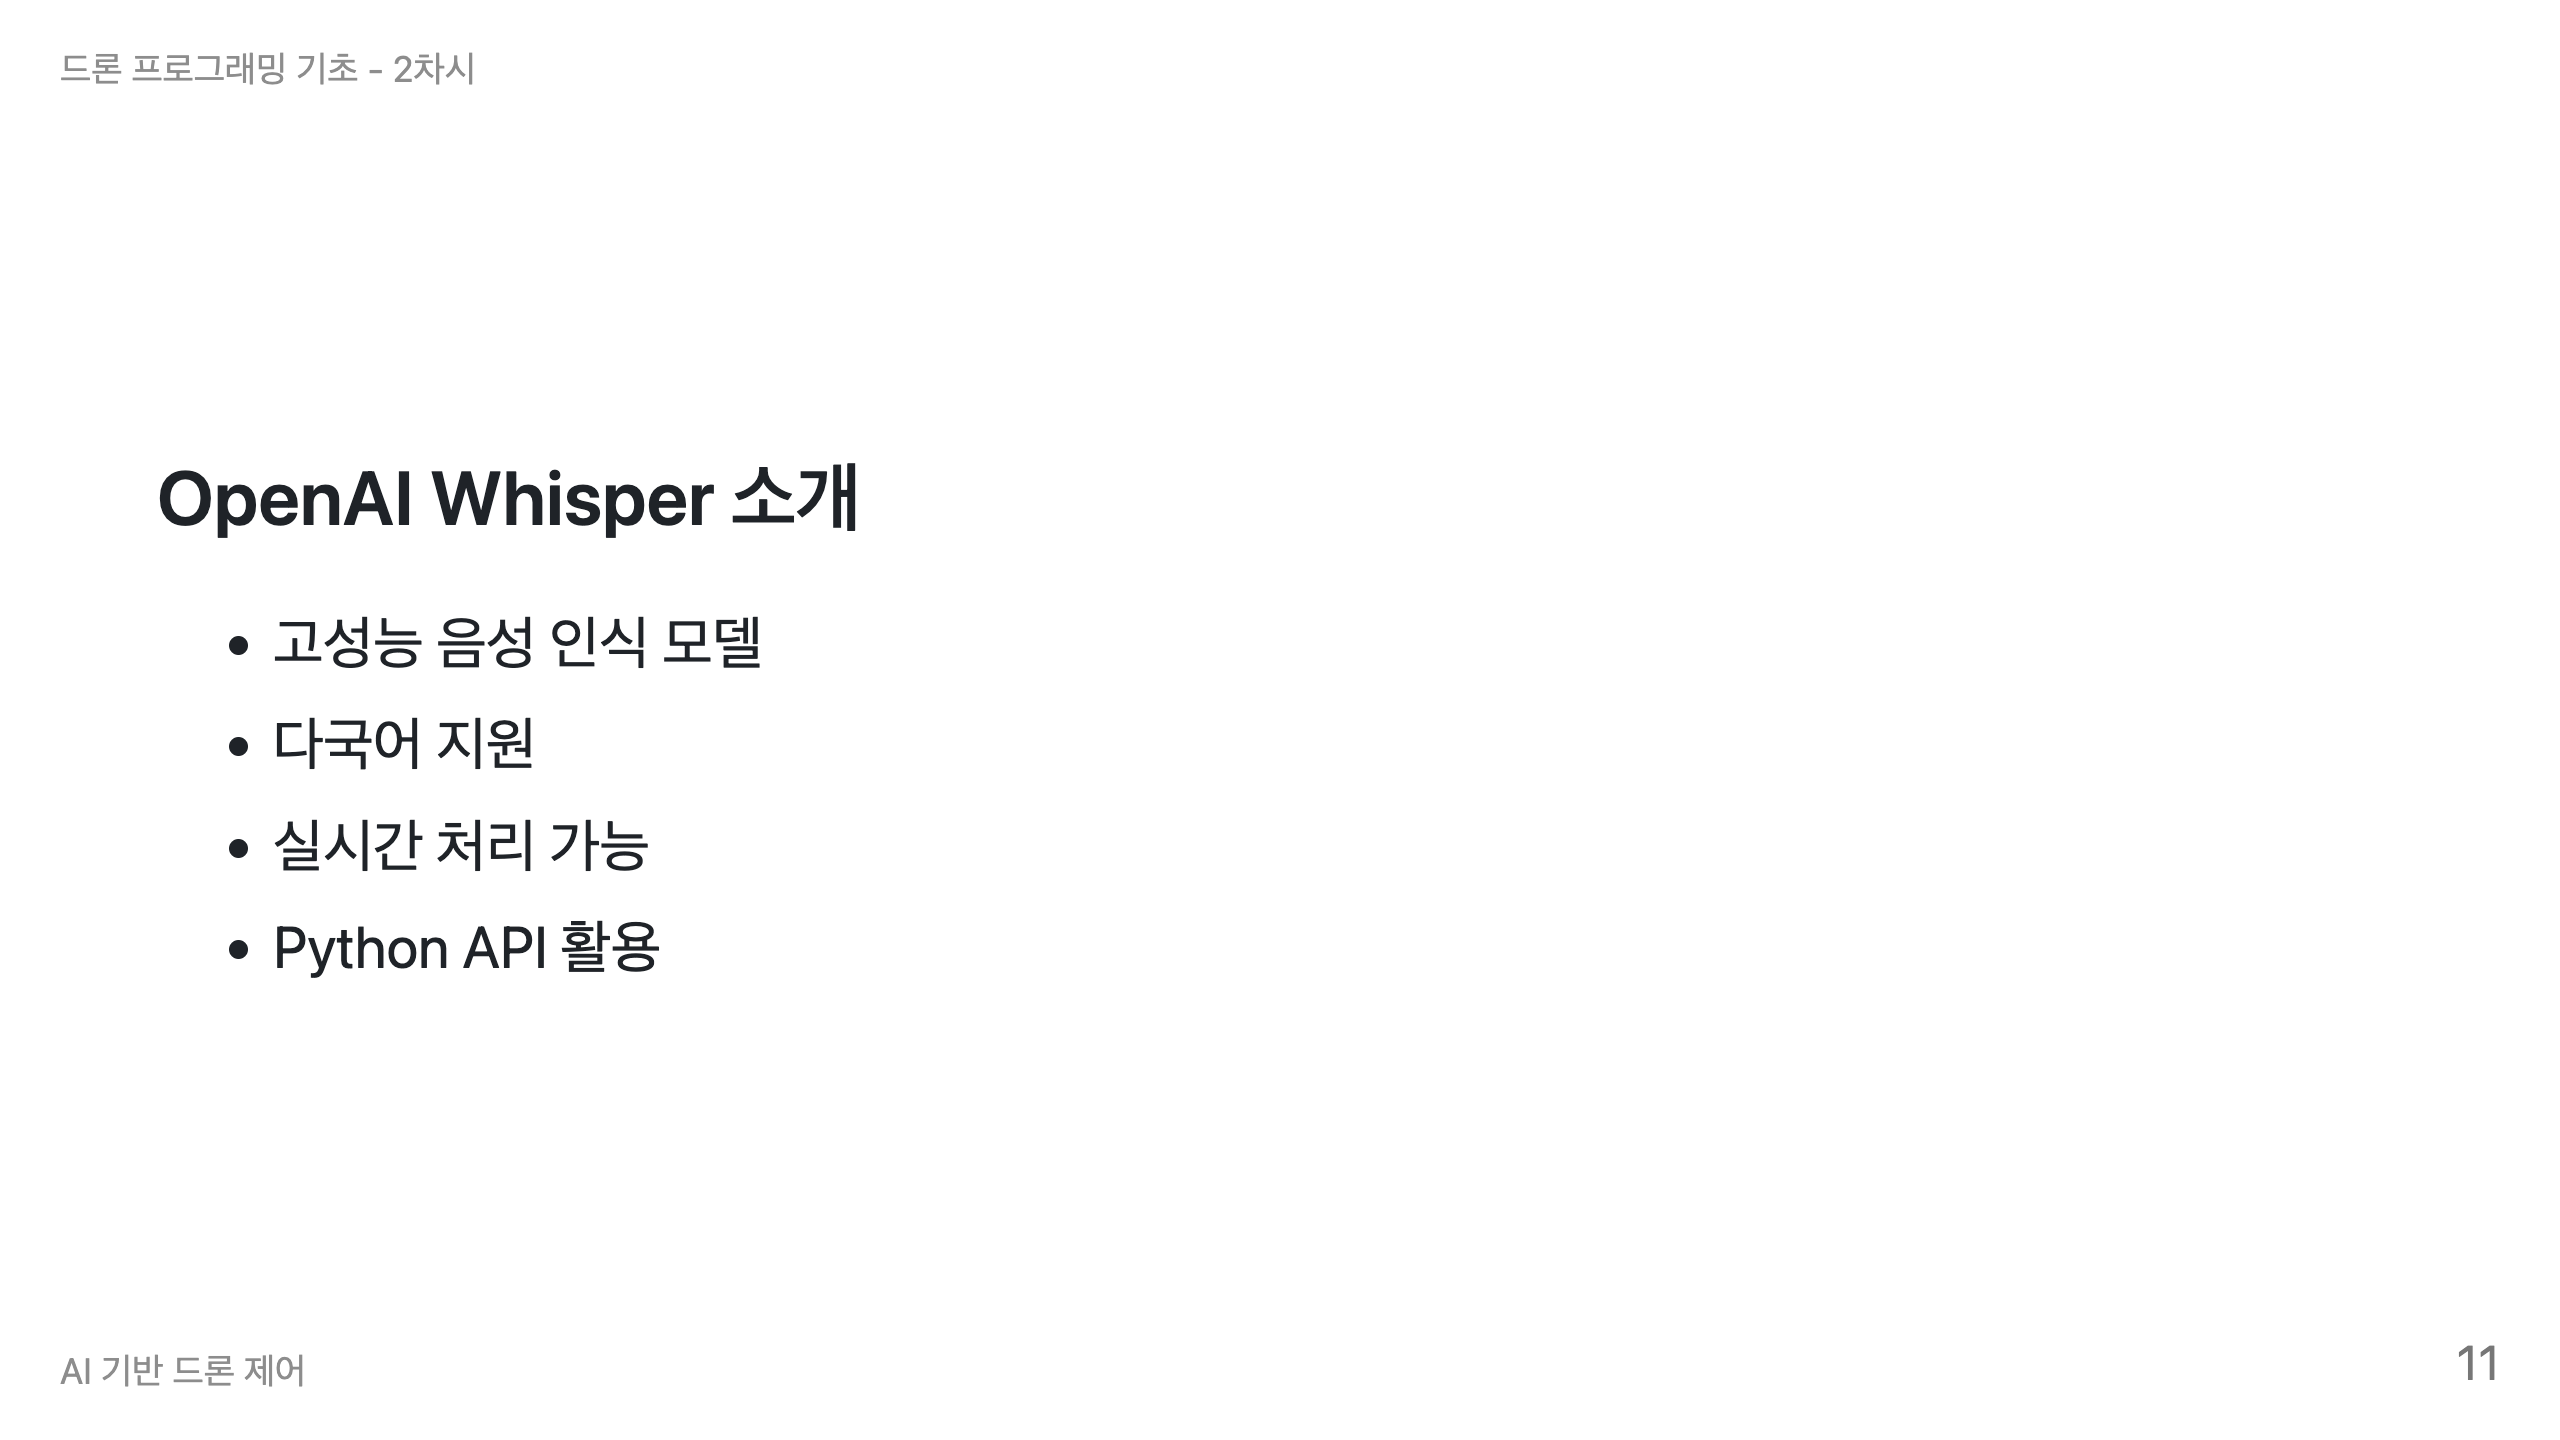 드론 프로그래밍 기초 - 2차시
OpenAI Whisper 소개
• 고성능 음성 인식 모델
• 다국어 지원
• 실시간 처리 가능
• Python API 활용
AI 기반 드론 제어
11